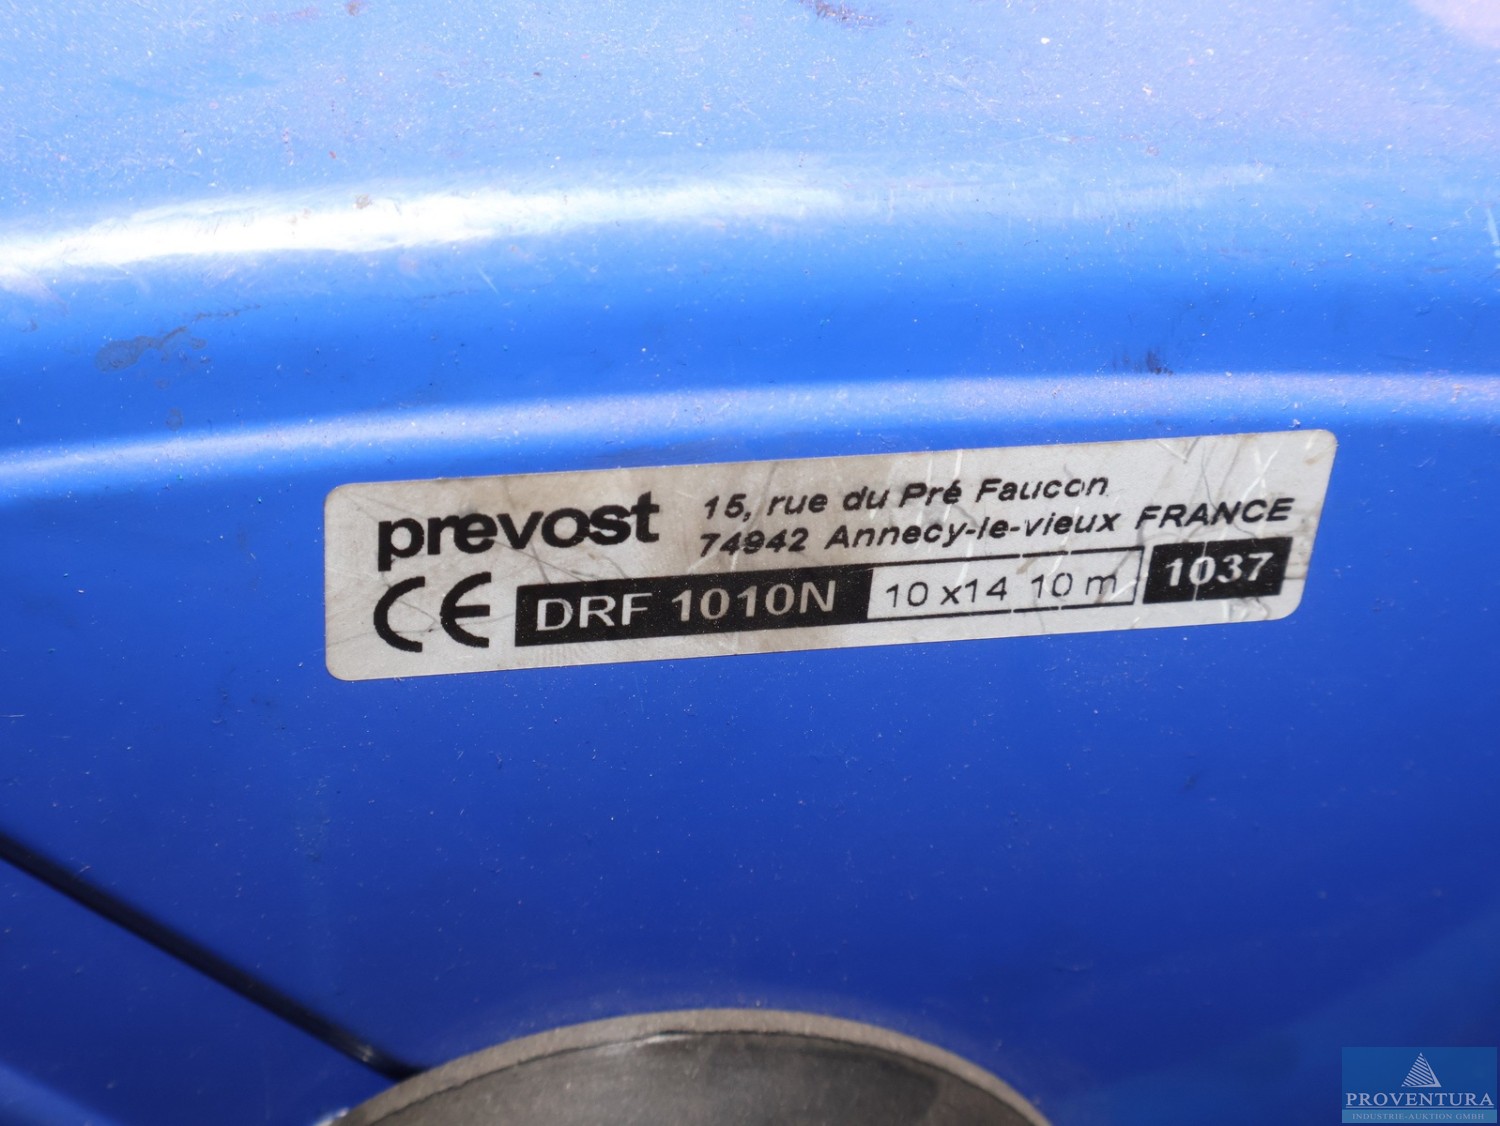 prevost
15, rue du Pré Faucon
74942 Annecy-le-vieux FRANCE
CE DRF 1010N 10 x14 10 m 1037
PROVENTURA
INDUSTRIE-AUKTION GMBH